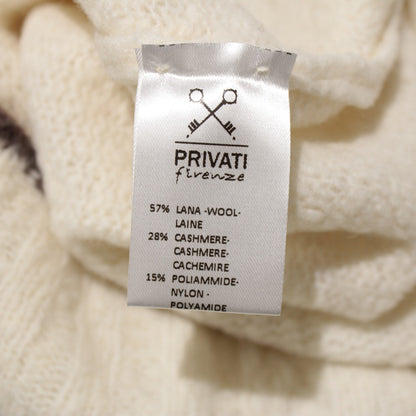 PRIVATI
firenze
57% LANA -WOOL-
LAINE
28% CASHMERE-
CASHMERE-
CACHEMIRE
15% POLIAMMIDE-
NYLON -
POLYAMIDE